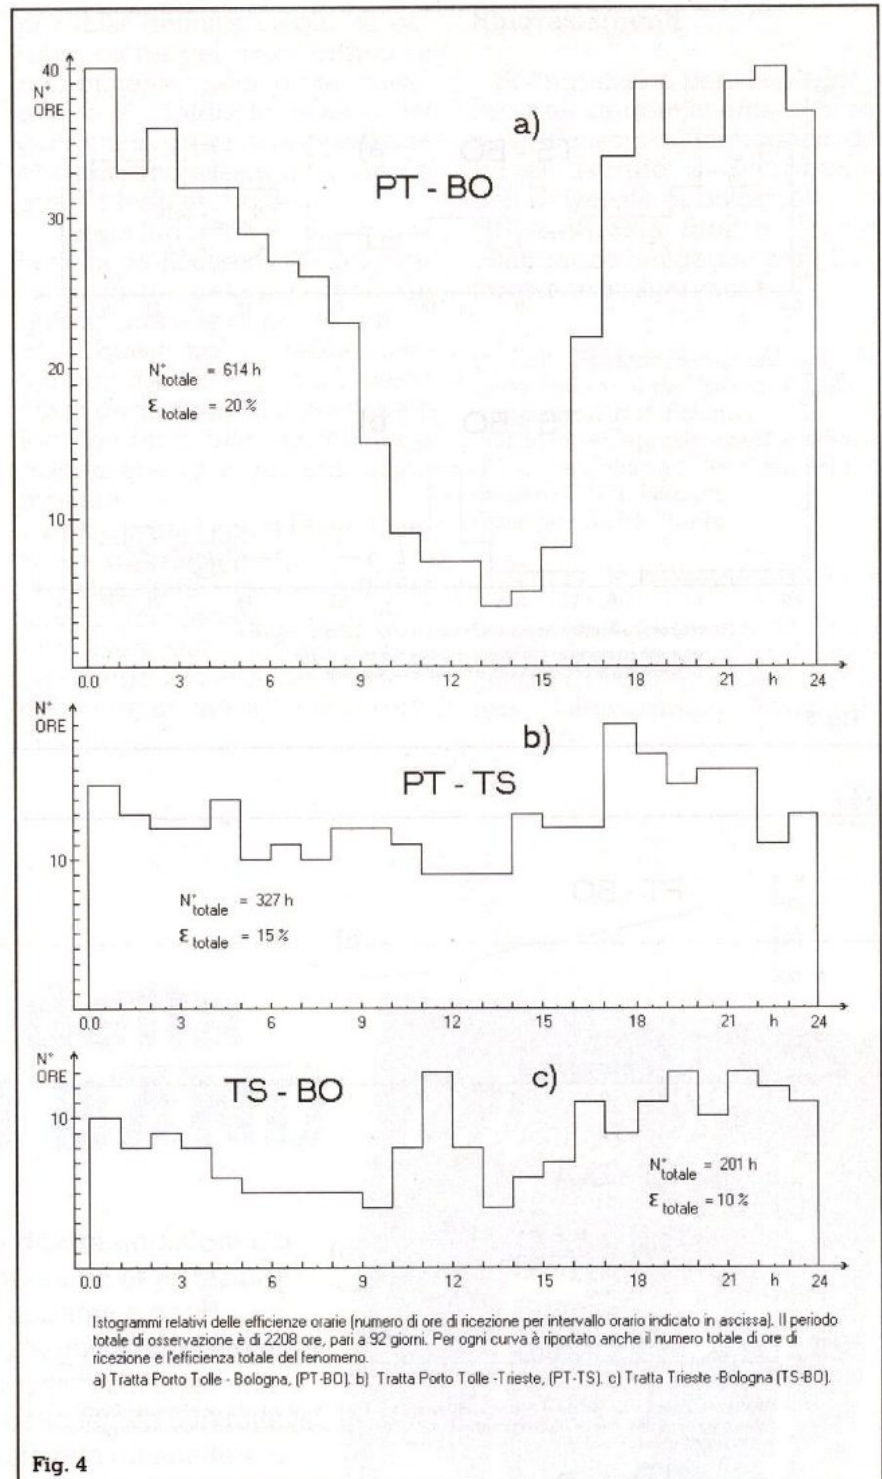 40
N°
ORE
a)
PT - BO
30
20
N°totale = 614 h
Ɛ totale = 20 %
10
0.0 3 6 9 12 15 18 21 h 24
N°
ORE
b)
PT - TS
10
N°totale = 327 h
Ɛ totale = 15 %
0.0 3 6 9 12 15 18 21 h 24
N°
ORE
TS - BO
c)
10
N°totale = 201 h
Ɛ totale = 10 %
0.0 3 6 9 12 15 18 21 h 24
Istogrammi relativi delle efficienze orarie (numero di ore di ricezione per intervallo orario indicato in ascissa). Il periodo
totale di osservazione è di 2208 ore, pari a 92 giorni. Per ogni curva è riportato anche il numero totale di ore di
ricezione e l'efficienza totale del fenomeno.
a) Tratta Porto Tolle - Bologna, (PT-BO). b) Tratta Porto Tolle -Trieste, (PT-TS). c) Tratta Trieste -Bologna (TS-BO).
Fig. 4